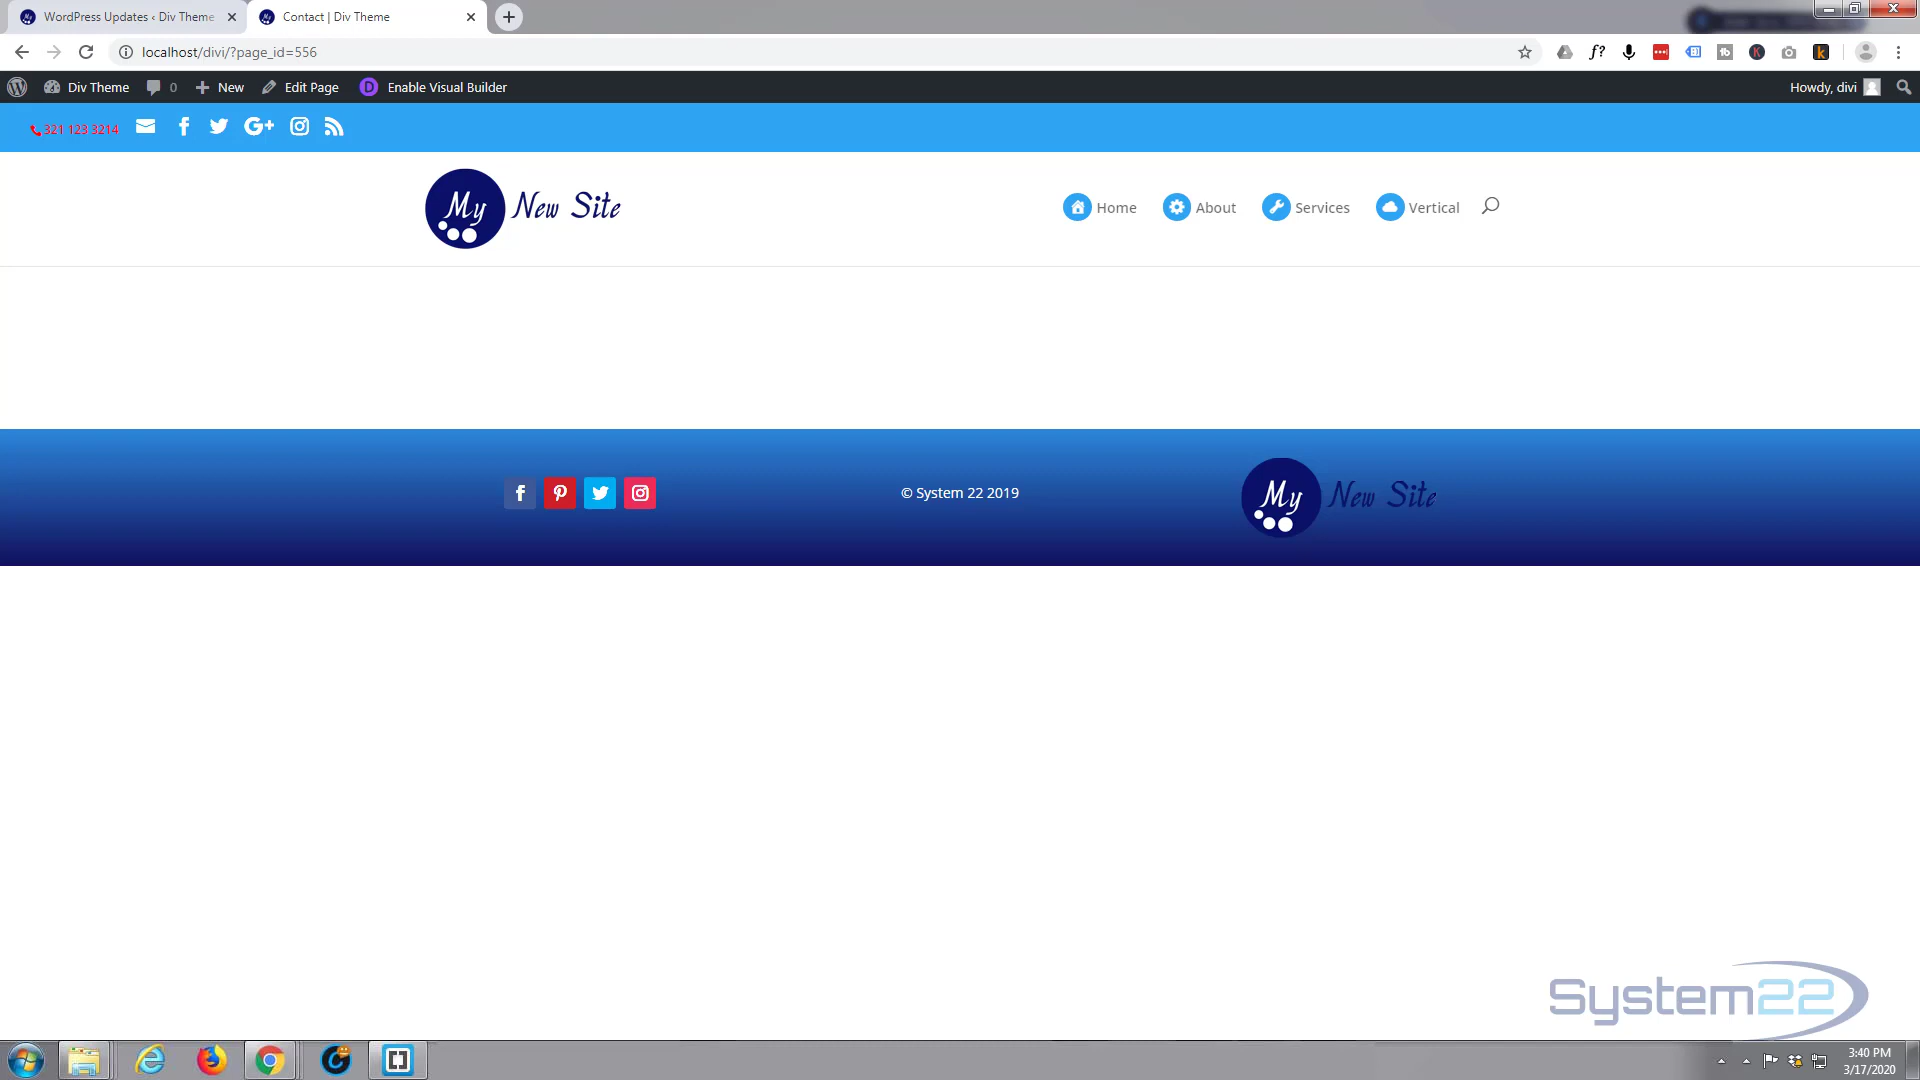 WordPress Updates ‹ Div Theme
Contact | Div Theme
localhost/divi/?page_id=556
Div Theme
0
New
Edit Page
Enable Visual Builder
Howdy, divi
321 123 3214
My New Site
Home
About
Services
Vertical
© System 22 2019
My New Site
System22
3:40 PM
3/17/2020